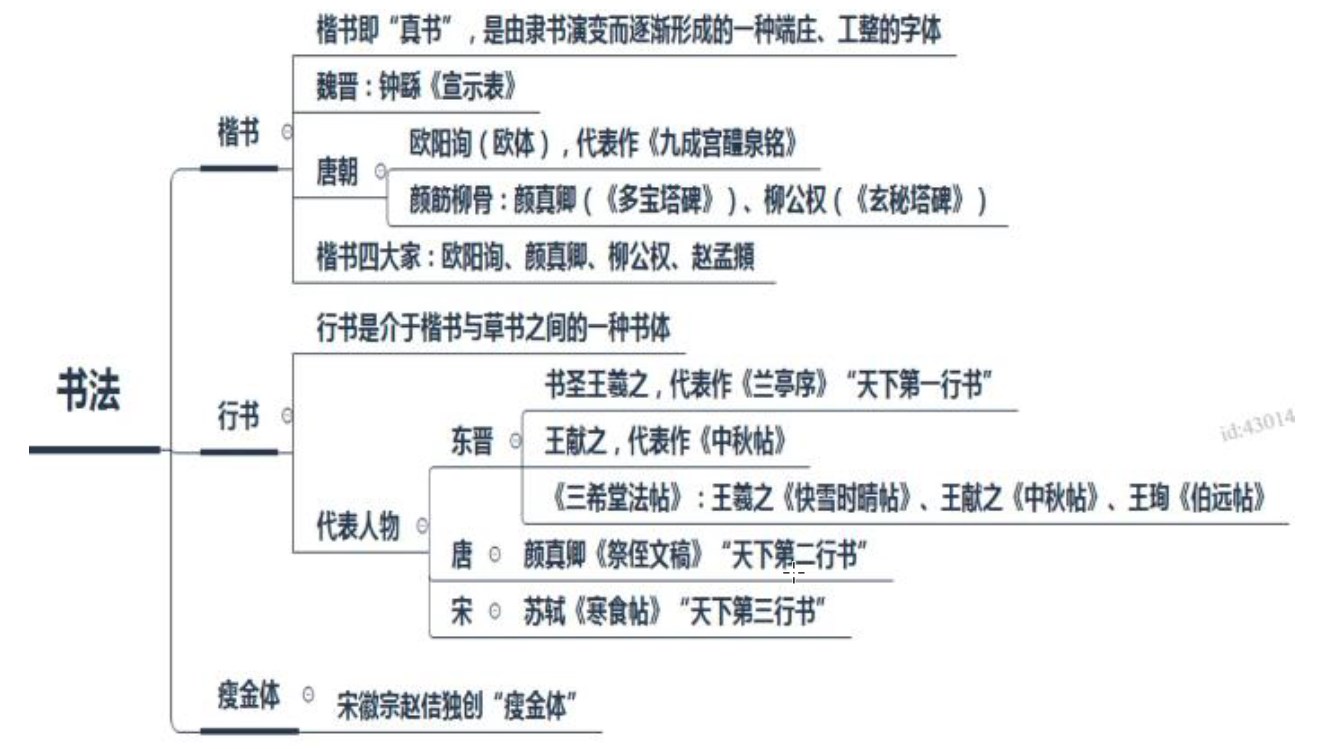 楷书即“真书”，是由隶书演变而逐渐形成的一种端庄、工整的字体
魏晋：钟繇《宣示表》
楷书
欧阳询（欧体），代表作《九成宫醴泉铭》
唐朝
颜筋柳骨：颜真卿（《多宝塔碑》）、柳公权（《玄秘塔碑》）
楷书四大家：欧阳询、颜真卿、柳公权、赵孟頫
行书是介于楷书与草书之间的一种书体
书法
书圣王羲之，代表作《兰亭序》“天下第一行书”
行书
东晋
王献之，代表作《中秋帖》
《三希堂法帖》：王羲之《快雪时晴帖》、王献之《中秋帖》、王珣《伯远帖》
代表人物
唐 颜真卿《祭侄文稿》“天下第二行书”
宋 苏轼《寒食帖》“天下第三行书”
瘦金体 宋徽宗赵佶独创“瘦金体”
id:43014